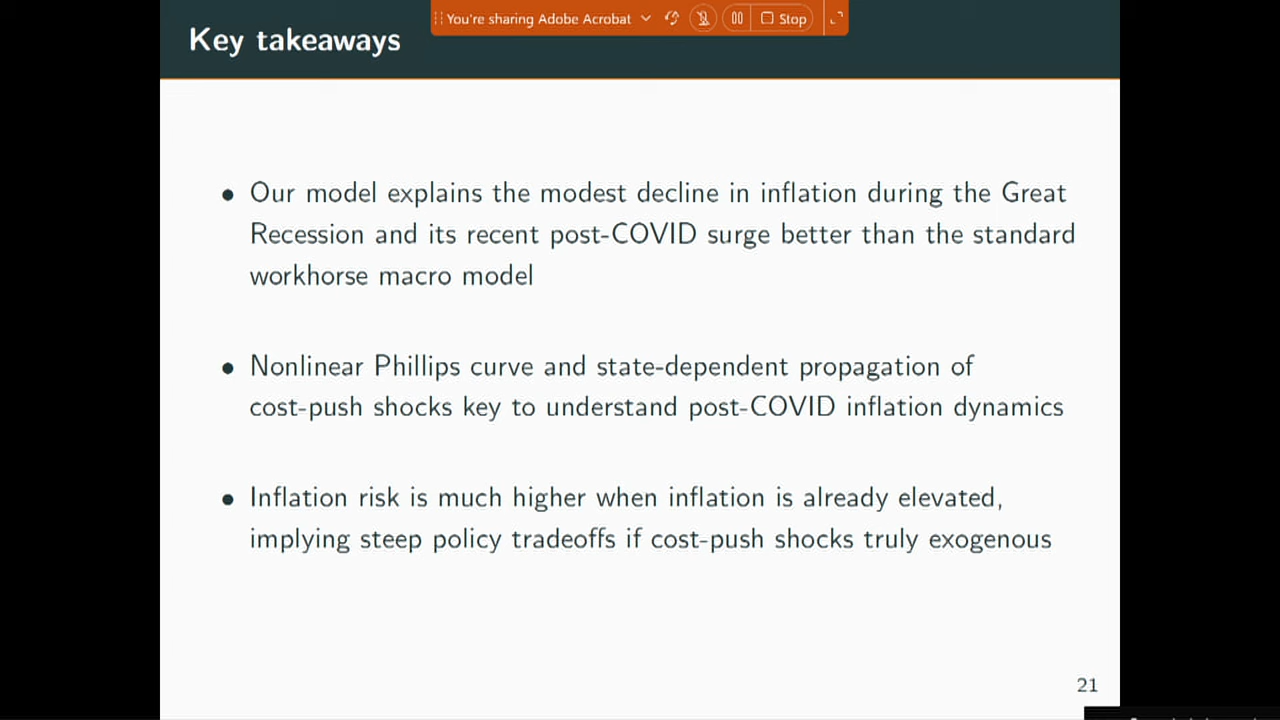 You're sharing Adobe Acrobat
Stop
Key takeaways
• Our model explains the modest decline in inflation during the Great
Recession and its recent post-COVID surge better than the standard
workhorse macro model
• Nonlinear Phillips curve and state-dependent propagation of
cost-push shocks key to understand post-COVID inflation dynamics
• Inflation risk is much higher when inflation is already elevated,
implying steep policy tradeoffs if cost-push shocks truly exogenous
21